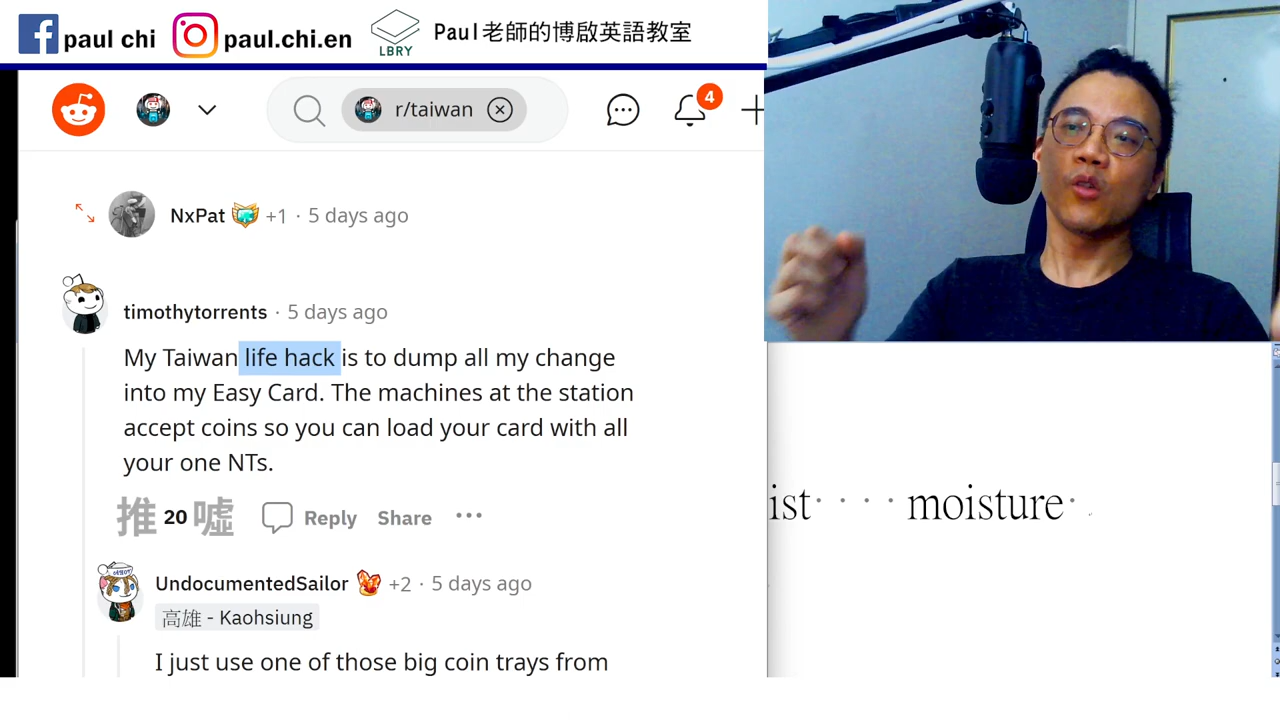 paul chi paul.chi.en LBRY Paul老師的博啟英語教室
r/taiwan 4
NxPat +1 · 5 days ago
timothytorrents · 5 days ago
My Taiwan life hack is to dump all my change
into my Easy Card. The machines at the station
accept coins so you can load your card with all
your one NTs.
推 20 噓 Reply Share ···
UndocumentedSailor +2 · 5 days ago
高雄 - Kaohsiung
I just use one of those big coin trays from
ist moisture